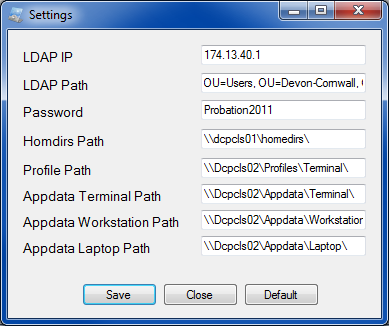 Settings
LDAP IP 174.13.40.1
LDAP Path OU=Users, OU=Devon-Cornwall,
Password Probation2011
Homdirs Path \\dcpcls01\homedirs\
Profile Path \\Dcpcls02\Profiles\Terminal\
Appdata Terminal Path \\Dcpcls02\Appdata\Terminal\
Appdata Workstation Path \\Dcpcls02\Appdata\Workstation
Appdata Laptop Path \\Dcpcls02\Appdata\Laptop\
Save Close Default